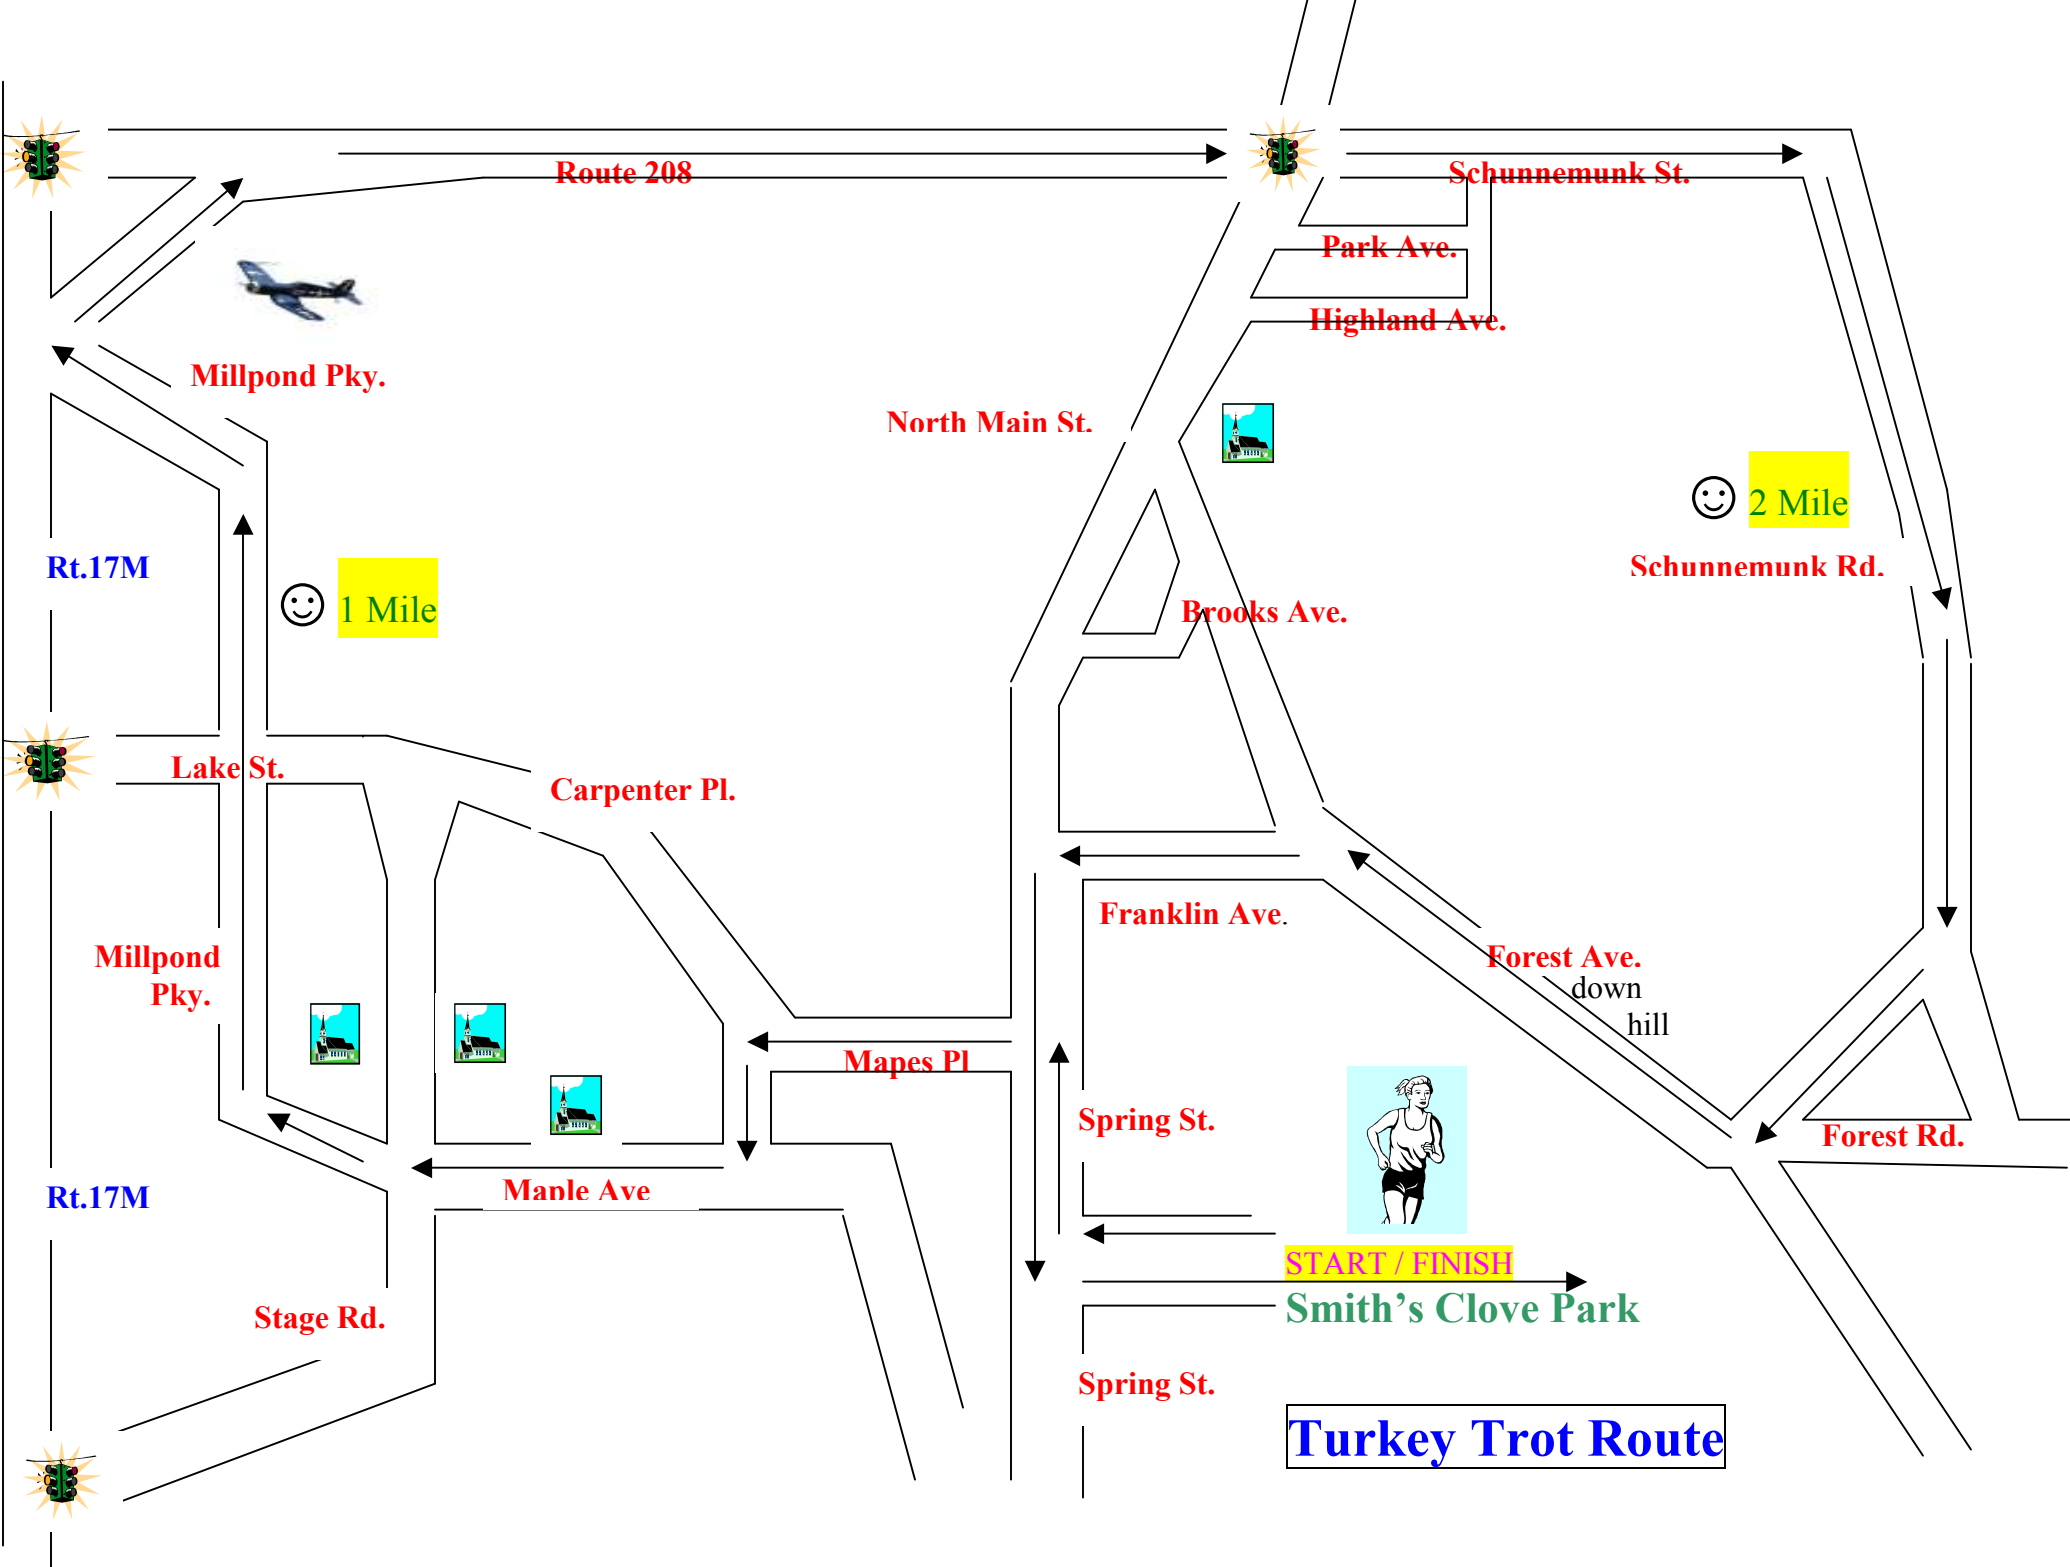 Route 208
Schunnemunk St.
Park Ave.
Highland Ave.
Millpond Pky.
North Main St.
2 Mile
Rt.17M
Schunnemunk Rd.
1 Mile
Brooks Ave.
Lake St.
Carpenter Pl.
Franklin Ave.
Millpond
Pky.
Forest Ave.
down
hill
Mapes Pl
Spring St.
Forest Rd.
Maple Ave
Rt.17M
START / FINISH
Smith’s Clove Park
Stage Rd.
Spring St.
Turkey Trot Route